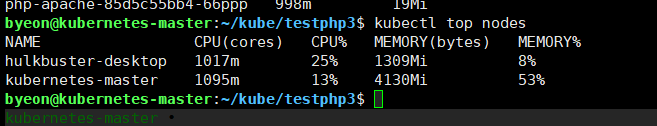 php-apache-85d5c55bb4-66ppp   998m         19Mi
byeon@kubernetes-master:~/kube/testphp3$ kubectl top nodes
NAME                 CPU(cores)   CPU%   MEMORY(bytes)   MEMORY%
hulkbuster-desktop   1017m        25%    1309Mi          8%
kubernetes-master    1095m        13%    4130Mi          53%
byeon@kubernetes-master:~/kube/testphp3$
kubernetes-master •